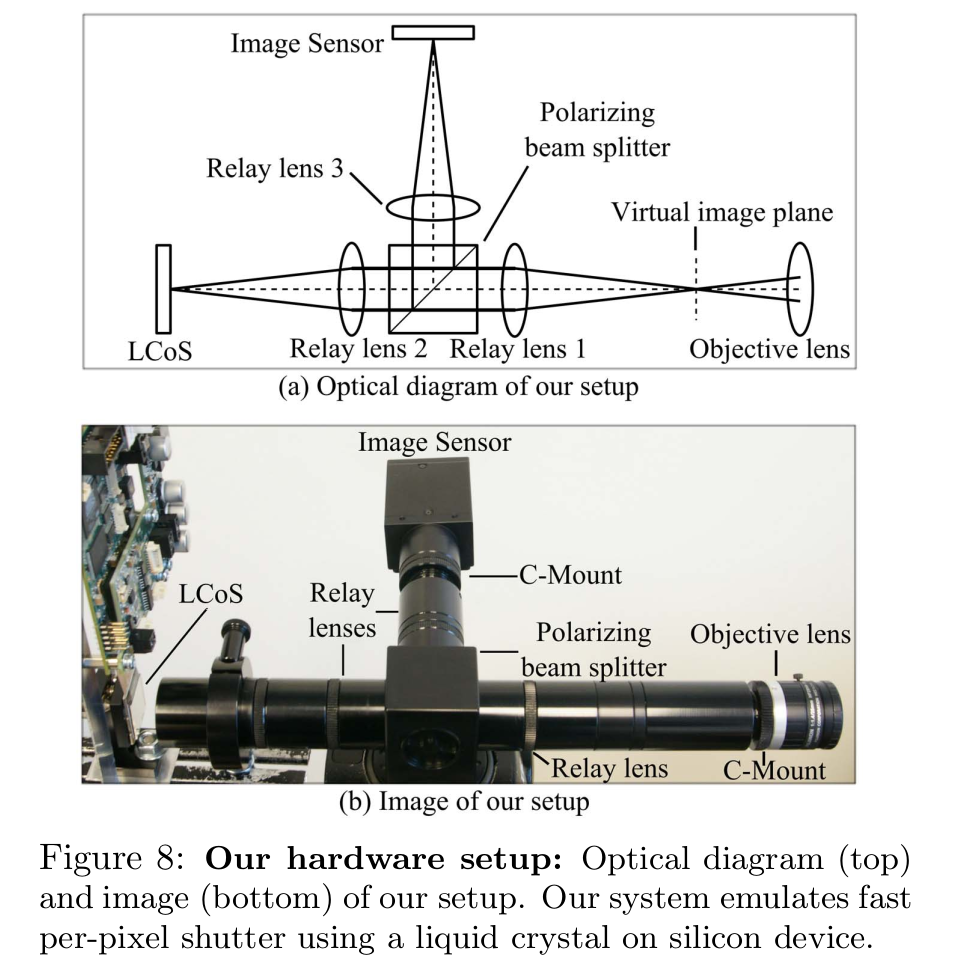 Image Sensor
Polarizing
beam splitter
Relay lens 3
Virtual image plane
LCoS
Relay lens 2
Relay lens 1
Objective lens
(a) Optical diagram of our setup
Image Sensor
C-Mount
LCoS
Relay
lenses
Polarizing
beam splitter
Objective lens
Relay lens
C-Mount
(b) Image of our setup
Figure 8: Our hardware setup: Optical diagram (top)
and image (bottom) of our setup. Our system emulates fast
per-pixel shutter using a liquid crystal on silicon device.